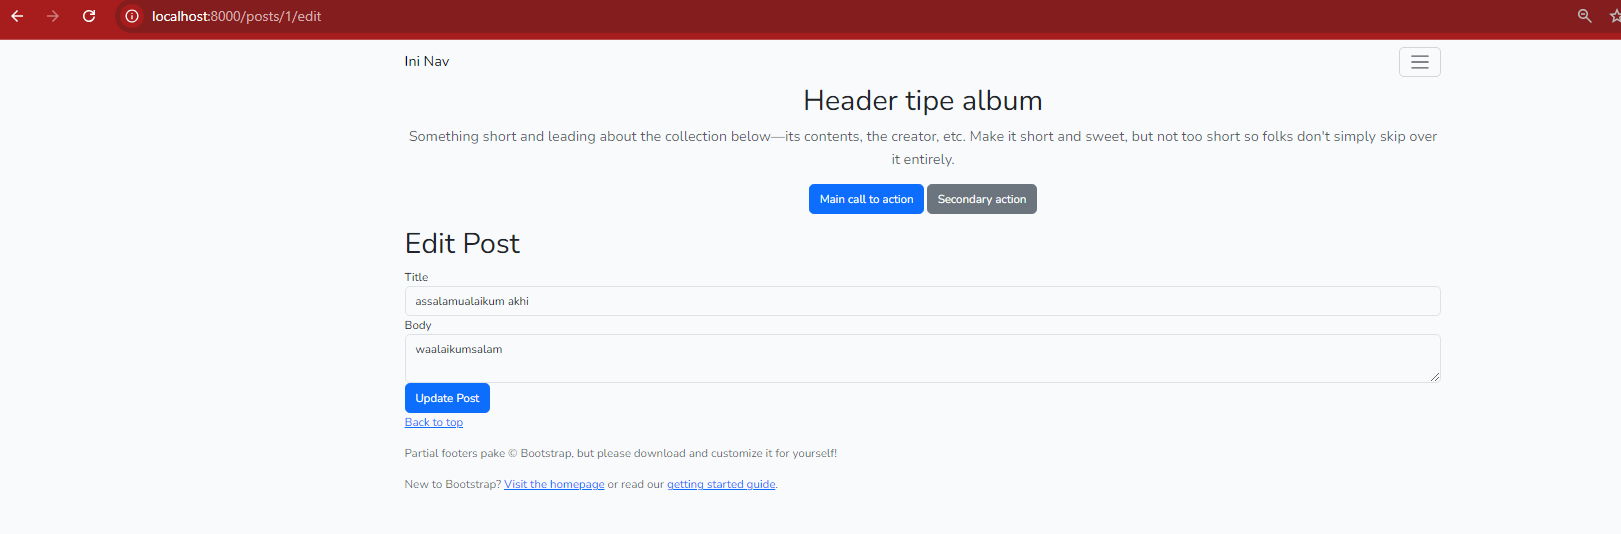 localhost:8000/posts/1/edit
Ini Nav
Header tipe album
Something short and leading about the collection below—its contents, the creator, etc. Make it short and sweet, but not too short so folks don't simply skip over
it entirely.
Main call to action Secondary action
Edit Post
Title
assalamualaikum akhi
Body
waalaikumsalam
Update Post
Back to top
Partial footers pake © Bootstrap, but please download and customize it for yourself!
New to Bootstrap? Visit the homepage or read our getting started guide.